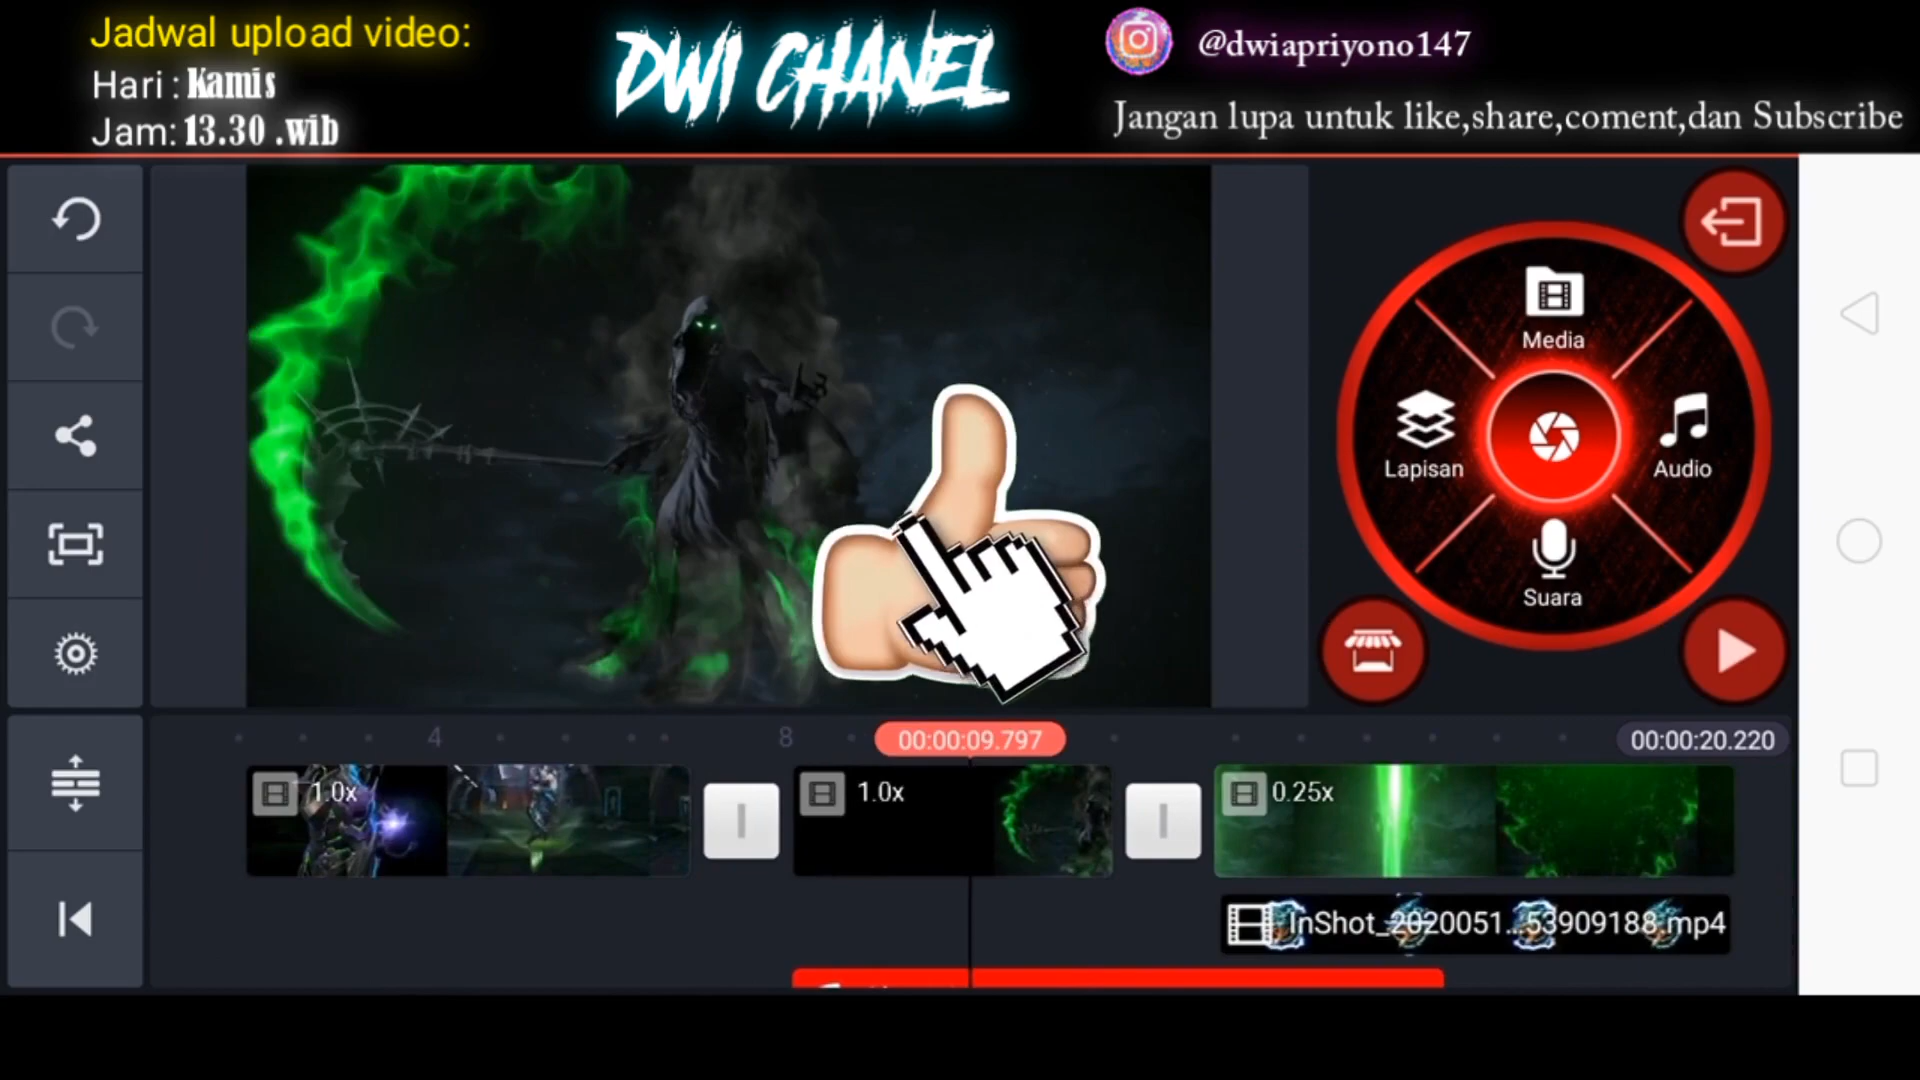 Jadwal upload video:
Hari : Kamis
Jam: 13.30 .wib
DWI CHANEL
@dwiapriyono147
Jangan lupa untuk like,share,coment,dan Subscribe
Media
Lapisan
Audio
Suara
4
8
00:00:09.797
00:00:20.220
1.0x
1.0x
0.25x
InShot_2020051...53909188.mp4